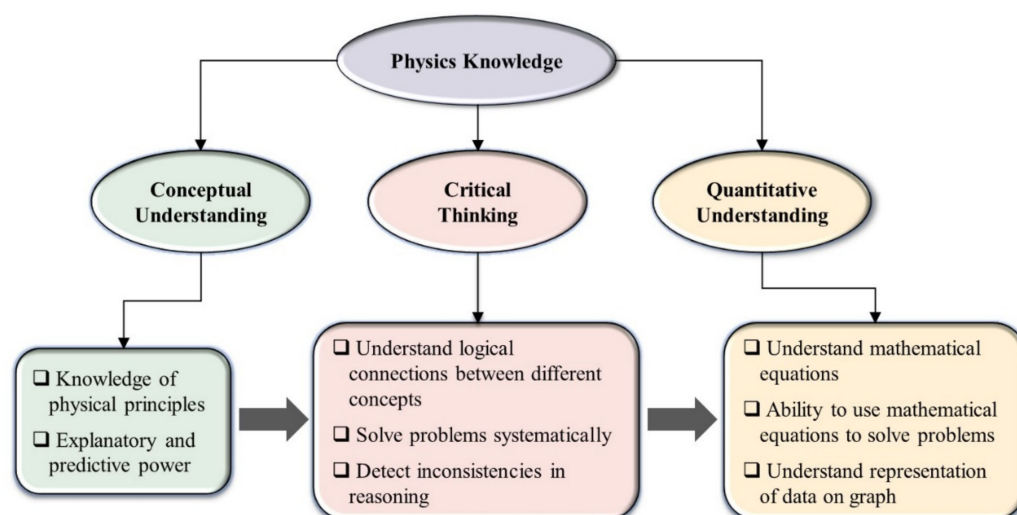 Physics Knowledge
Conceptual
Understanding
Critical
Thinking
Quantitative
Understanding
❑ Knowledge of
physical principles
❑ Explanatory and
predictive power
❑ Understand logical
connections between different
concepts
❑ Solve problems systematically
❑ Detect inconsistencies in
reasoning
❑ Understand mathematical
equations
❑ Ability to use mathematical
equations to solve problems
❑ Understand representation
of data on graph